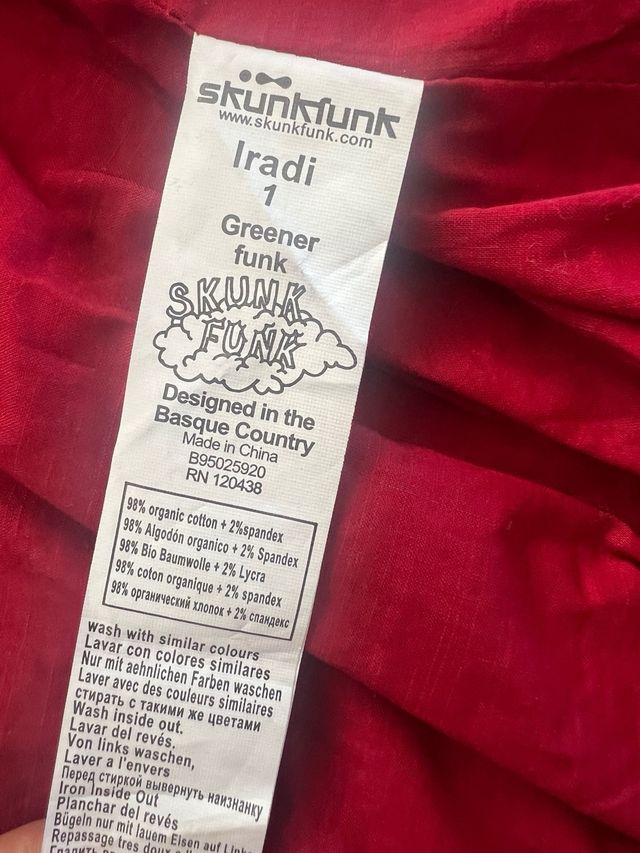 skunkfunk
www.skunkfunk.com
Iradi
1
Greener
funk
SKUNK
FUNK
Designed in the
Basque Country
Made in China
B95025920
RN 120438
98% organic cotton + 2%spandex
98% Algodón organico + 2% Spandex
98% Bio Baumwolle + 2% Lycra
98% coton organique + 2% spandex
98% органический хлопок + 2% спандекс
Wash with similar colours
Lavar con colores similares
Nur mit aehnlichen Farben waschen
Laver avec des couleurs similaires
стирать с такими же цветами
Wash inside out.
Lavar del revés.
Von links waschen,
Laver a l'envers
Перед стиркой вывернуть наизнанку
Iron Inside Out
Planchar del revés
Bügeln nur mit lauem Eisen auf
Repassage tres doux